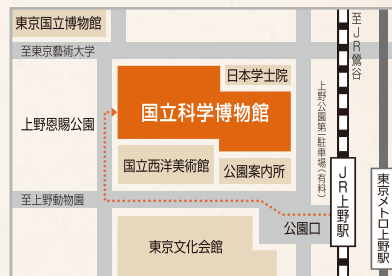 東京国立博物館
至東京藝術大学
至JR鶯谷
日本学士院
国立科学博物館
上野恩賜公園
上野公園第一駐車場(有料)
国立西洋美術館
公園案内所
JR上野駅
東京メトロ上野駅
至上野動物園
公園口
東京文化会館